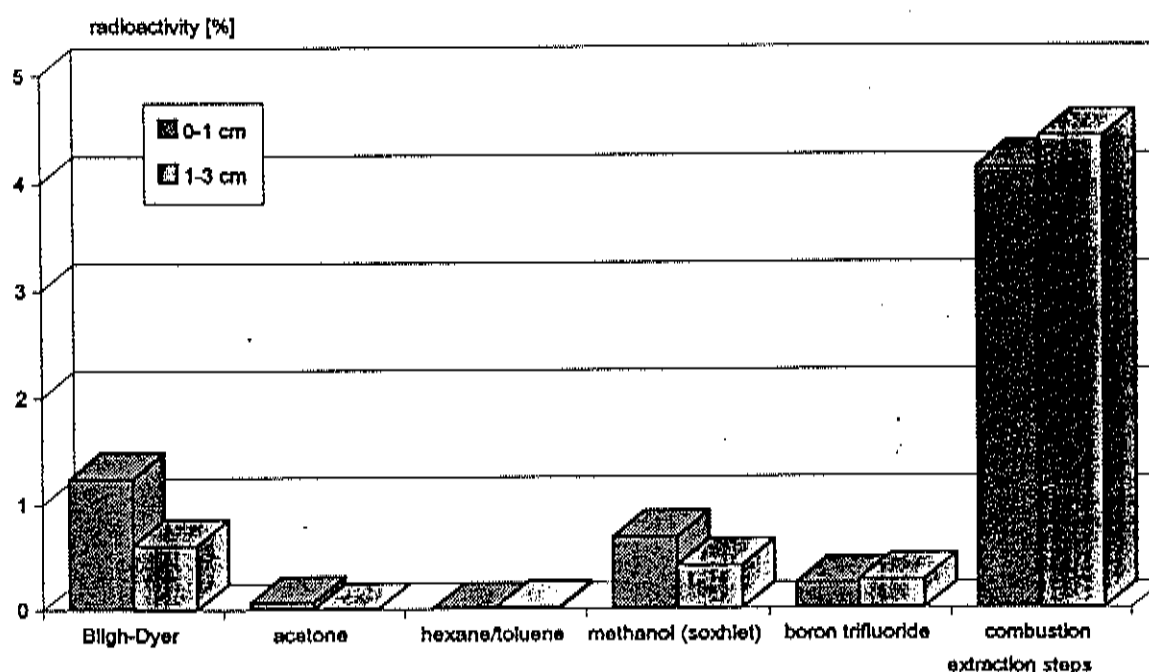 radioactivity [%]
5
0-1 cm
1-3 cm
4
3
2
1
0
Bligh-Dyer acetone hexane/toluene methanol (soxhlet) boron trifluoride combustion
extraction steps